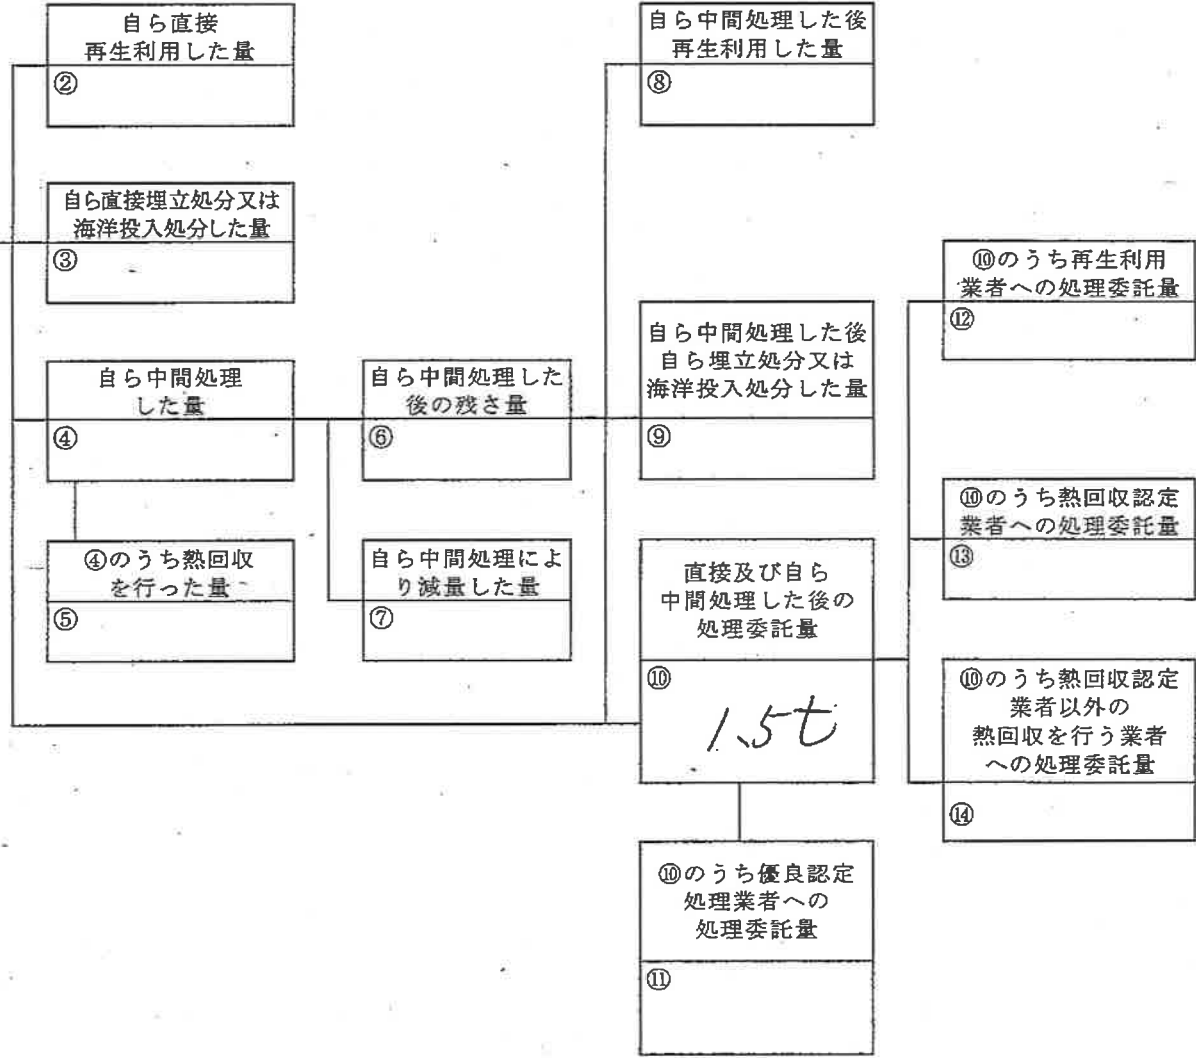 自ら直接
再生利用した量
②
自ら中間処理した後
再生利用した量
⑧
自ら直接埋立処分又は
海洋投入処分した量
③
⑩のうち再生利用
業者への処理委託量
⑫
自ら中間処理した後
自ら埋立処分又は
海洋投入処分した量
⑨
自ら中間処理
した量
④
自ら中間処理した
後の残さ量
⑥
⑩のうち熱回収認定
業者への処理委託量
⑬
④のうち熱回収
を行った量
⑤
自ら中間処理によ
り減量した量
⑦
直接及び自ら
中間処理した後の
処理委託量
⑩
1.5t
⑩のうち熱回収認定
業者以外の
熱回収を行う業者
への処理委託量
⑭
⑩のうち優良認定
処理業者への
処理委託量
⑪